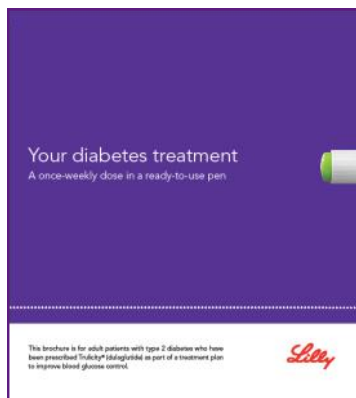 Your diabetes treatment
A once-weekly dose in a ready-to-use pen
This brochure is for adult patients with type 2 diabetes who have
been prescribed Trulicity® (dulaglutide) as part of a treatment plan
to improve blood glucose control.
Lilly